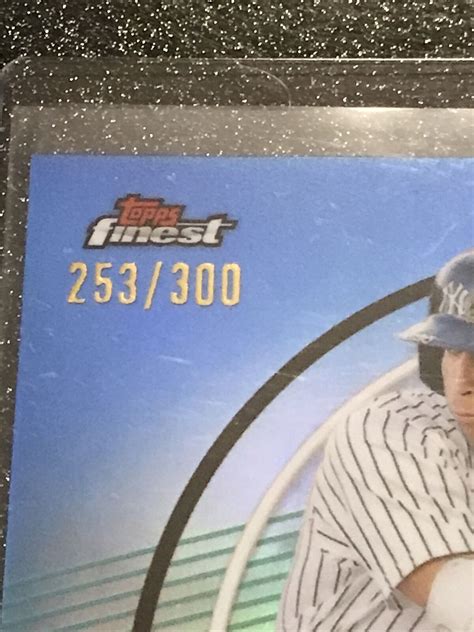 Topps
finest
253/300
NY